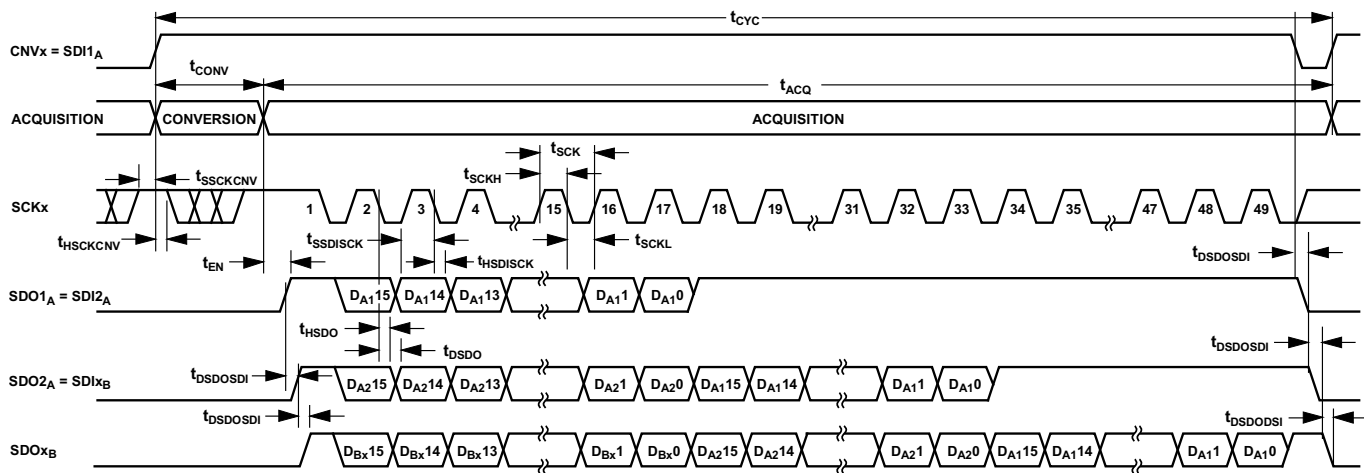 tCYC
CNVx = SDI1A
tCONV
tACQ
ACQUISITION CONVERSION ACQUISITION
tSCK
tSCKH
tSSCKCNV
SCKx 1 2 3 4 15 16 17 18 19 31 32 33 34 35 47 48 49
tHSCKCNV tSSDISCK tSCKL
tEN tHSDISCK tDSDOSDI
SDO1A = SDI2A DA115 DA114 DA113 DA11 DA10
tHSDO
tDSDO
tDSDOSDI tDSDOSDI
SDO2A = SDIxB DA215 DA214 DA213 DA21 DA20 DA115 DA114 DA11 DA10
tDSDOSDI tDSDODSI
SDOxB DBx15 DBx14 DBx13 DBx1 DBx0 DA215 DA214 DA21 DA20 DA115 DA114 DA11 DA10